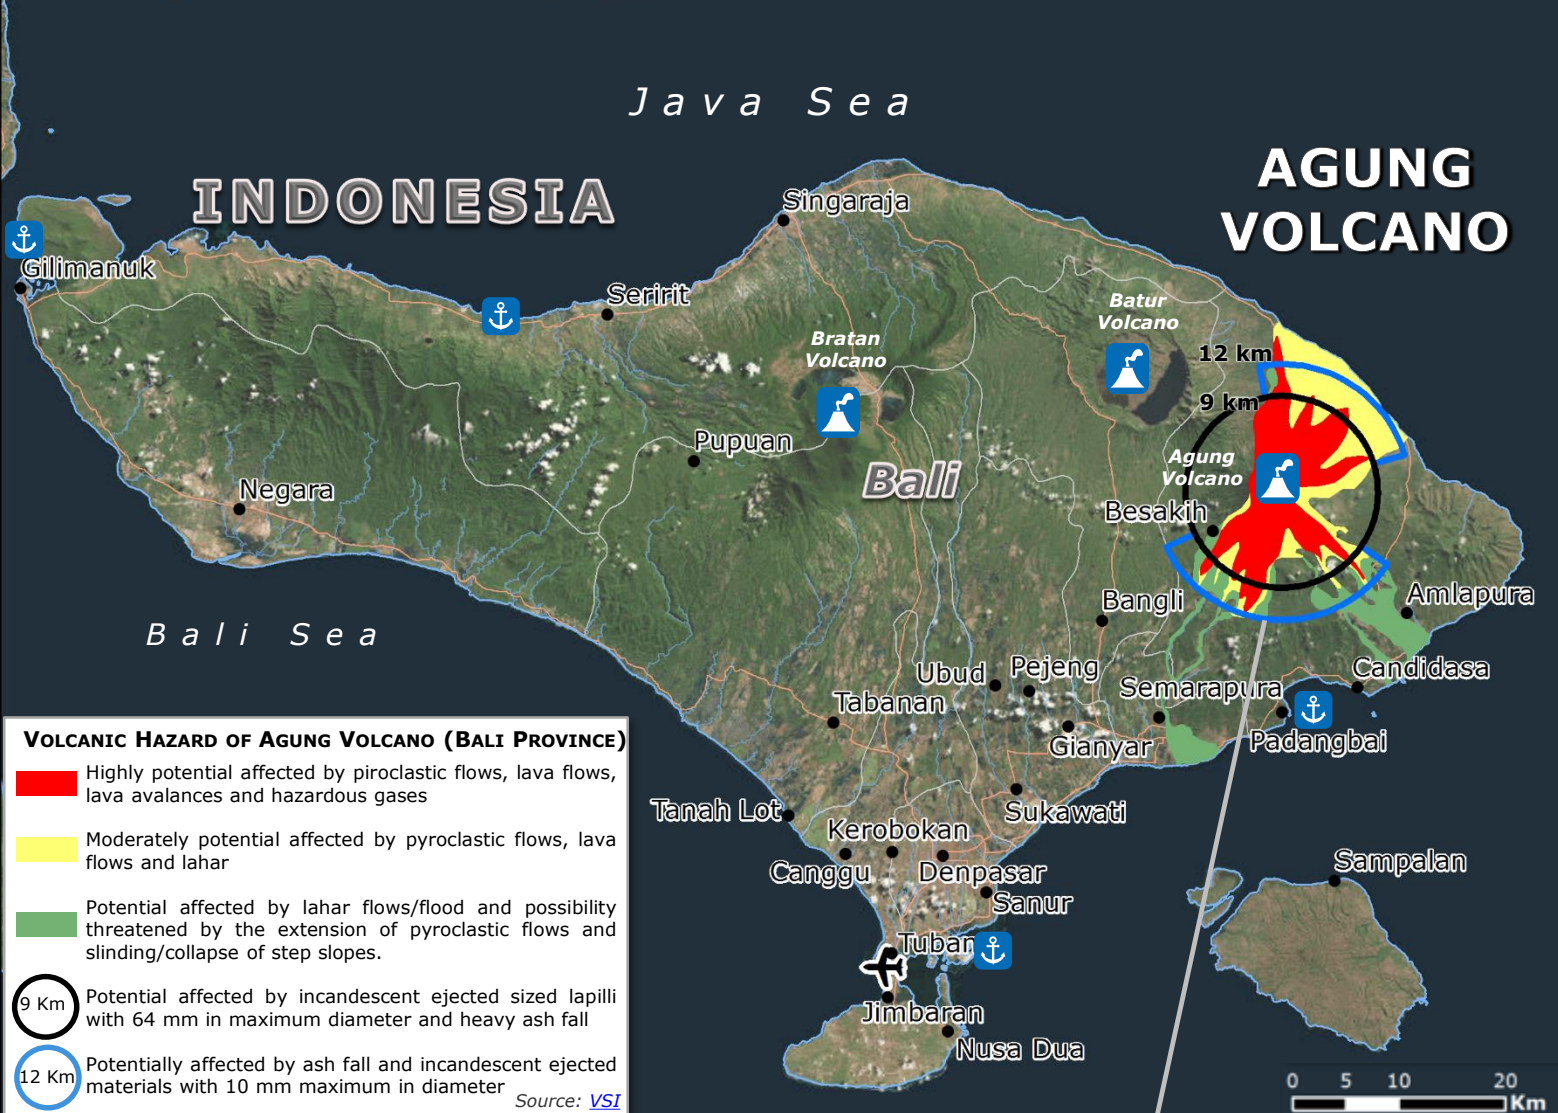 Java Sea
INDONESIA
AGUNG
VOLCANO
Singaraja
Gilimanuk
Seririt
Batur
Volcano
Bratan
Volcano
12 km
9 km
Pupuan
Bali
Agung
Volcano
Negara
Besakih
Bangli
Amlapura
Bali Sea
Ubud
Pejeng
Candidasa
Semarapura
Tabanan
Gianyar
Padangbai
Tanah Lot
Sukawati
Kerobokan
Canggu
Denpasar
Sampalan
Sanur
Tuban
Jimbaran
Nusa Dua
VOLCANIC HAZARD OF AGUNG VOLCANO (BALI PROVINCE)
Highly potential affected by piroclastic flows, lava flows,
lava avalances and hazardous gases
Moderately potential affected by pyroclastic flows, lava
flows and lahar
Potential affected by lahar flows/flood and possibility
threatened by the extension of pyroclastic flows and
slinding/collapse of step slopes.
9 Km
Potential affected by incandescent ejected sized lapilli
with 64 mm in maximum diameter and heavy ash fall
12 Km
Potentially affected by ash fall and incandescent ejected
materials with 10 mm maximum in diameter
Source: VSI
0 5 10 20
Km